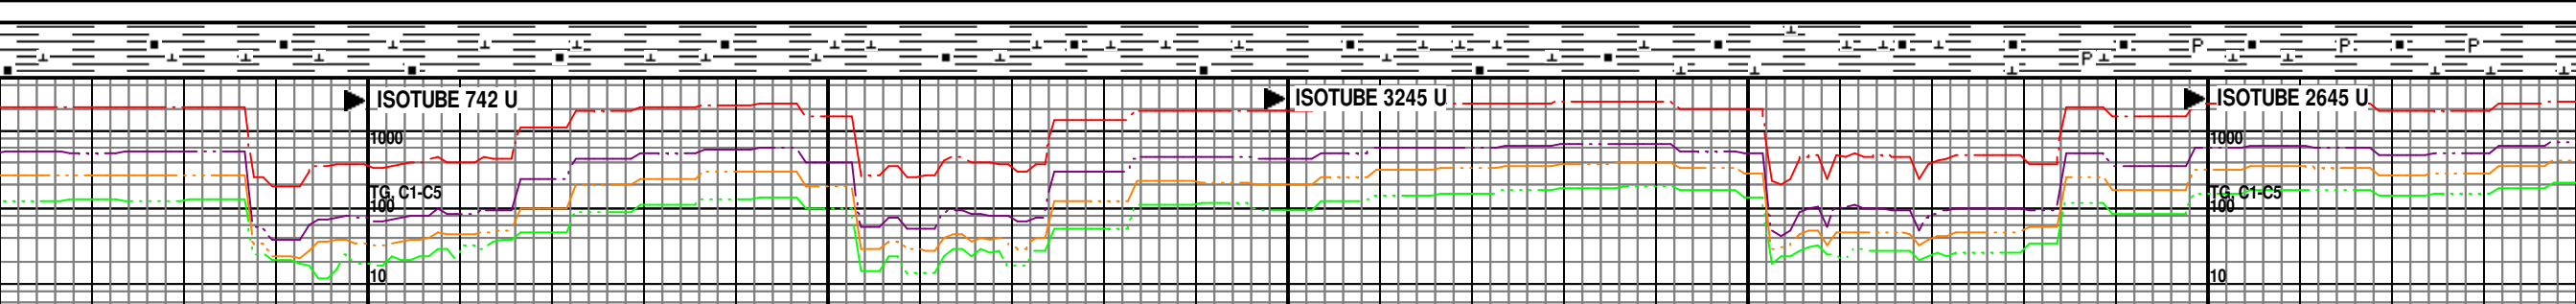 P P P
P
ISOTUBE 742 U
ISOTUBE 3245 U
ISOTUBE 2645 U
1000
1000
TG, C1-C5
TG, C1-C5
100
100
10
10